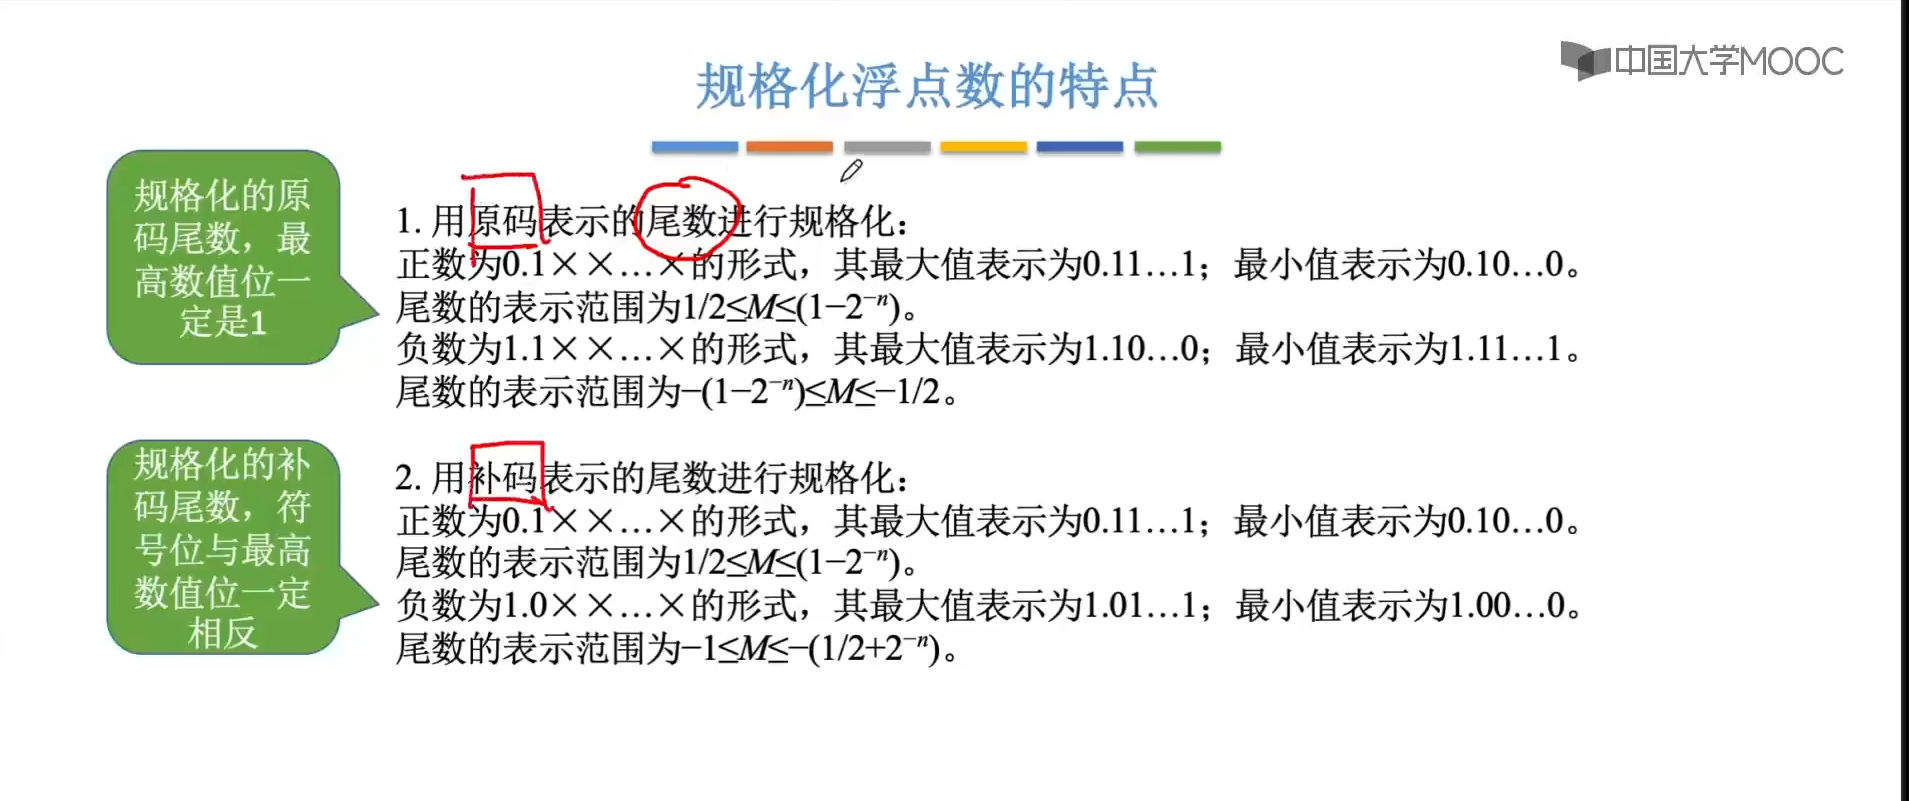 中国大学MOOC
规格化浮点数的特点
规格化的原
码尾数，最
高数值位一
定是1
1. 用原码表示的尾数进行规格化：
正数为0.1××…×的形式，其最大值表示为0.11…1；最小值表示为0.10…0。
尾数的表示范围为1/2≤M≤(1−2⁻ⁿ)。
负数为1.1××…×的形式，其最大值表示为1.10…0；最小值表示为1.11…1。
尾数的表示范围为−(1−2⁻ⁿ)≤M≤−1/2。
规格化的补
码尾数，符
号位与最高
数值位一定
相反
2. 用补码表示的尾数进行规格化：
正数为0.1××…×的形式，其最大值表示为0.11…1；最小值表示为0.10…0。
尾数的表示范围为1/2≤M≤(1−2⁻ⁿ)。
负数为1.0××…×的形式，其最大值表示为1.01…1；最小值表示为1.00…0。
尾数的表示范围为−1≤M≤−(1/2+2⁻ⁿ)。